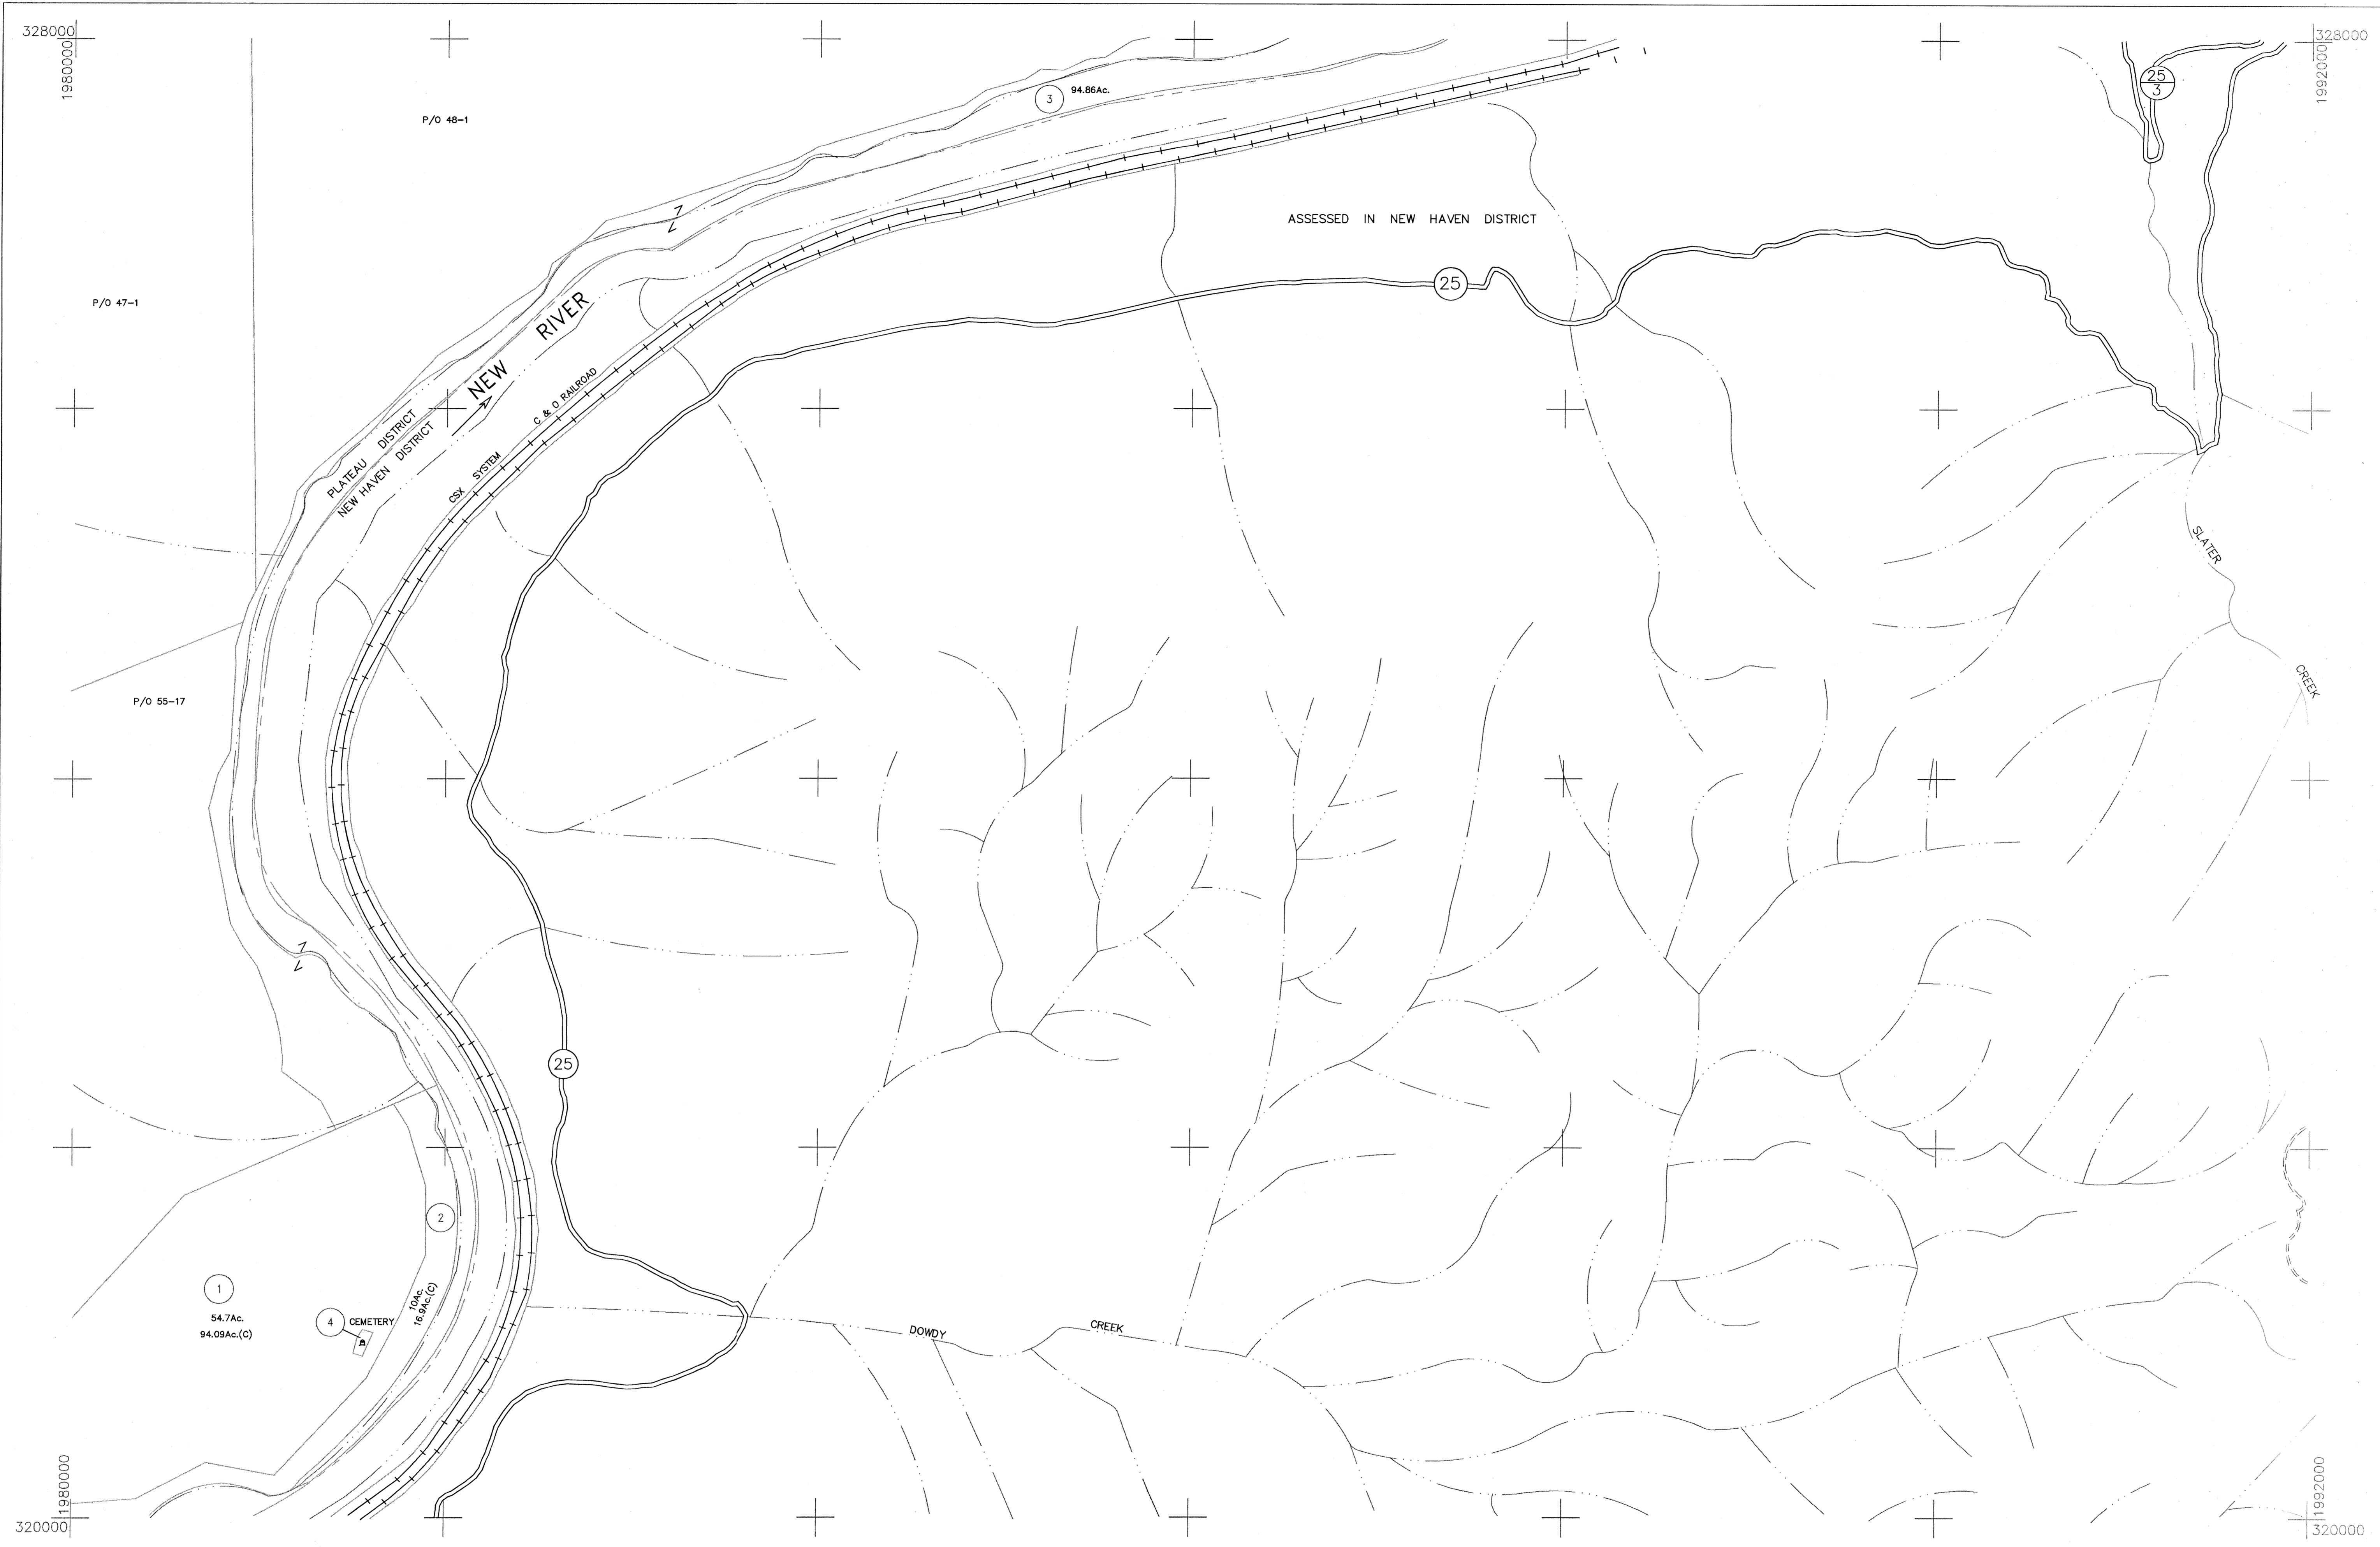 328000
1980000
328000
1992000
25
3
P/O 48-1
3
94.86Ac.
ASSESSED IN NEW HAVEN DISTRICT
25
P/O 47-1
NEW RIVER
C & O RAILROAD
CSX SYSTEM
PLATEAU DISTRICT
NEW HAVEN DISTRICT
SLATER CREEK
P/O 55-17
25
2
10Ac.
16.9Ac.(C)
1
54.7Ac.
94.09Ac.(C)
4
CEMETERY
DOWDY CREEK
1980000
320000
1992000
320000